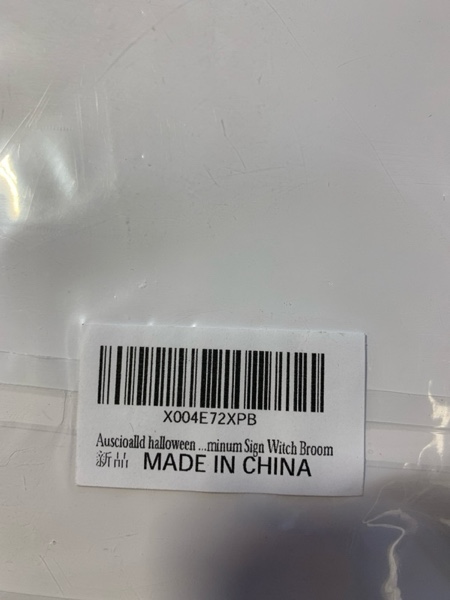 X004E72XPB
Auscioalld halloween ...minum Sign Witch Broom
新品 MADE IN CHINA